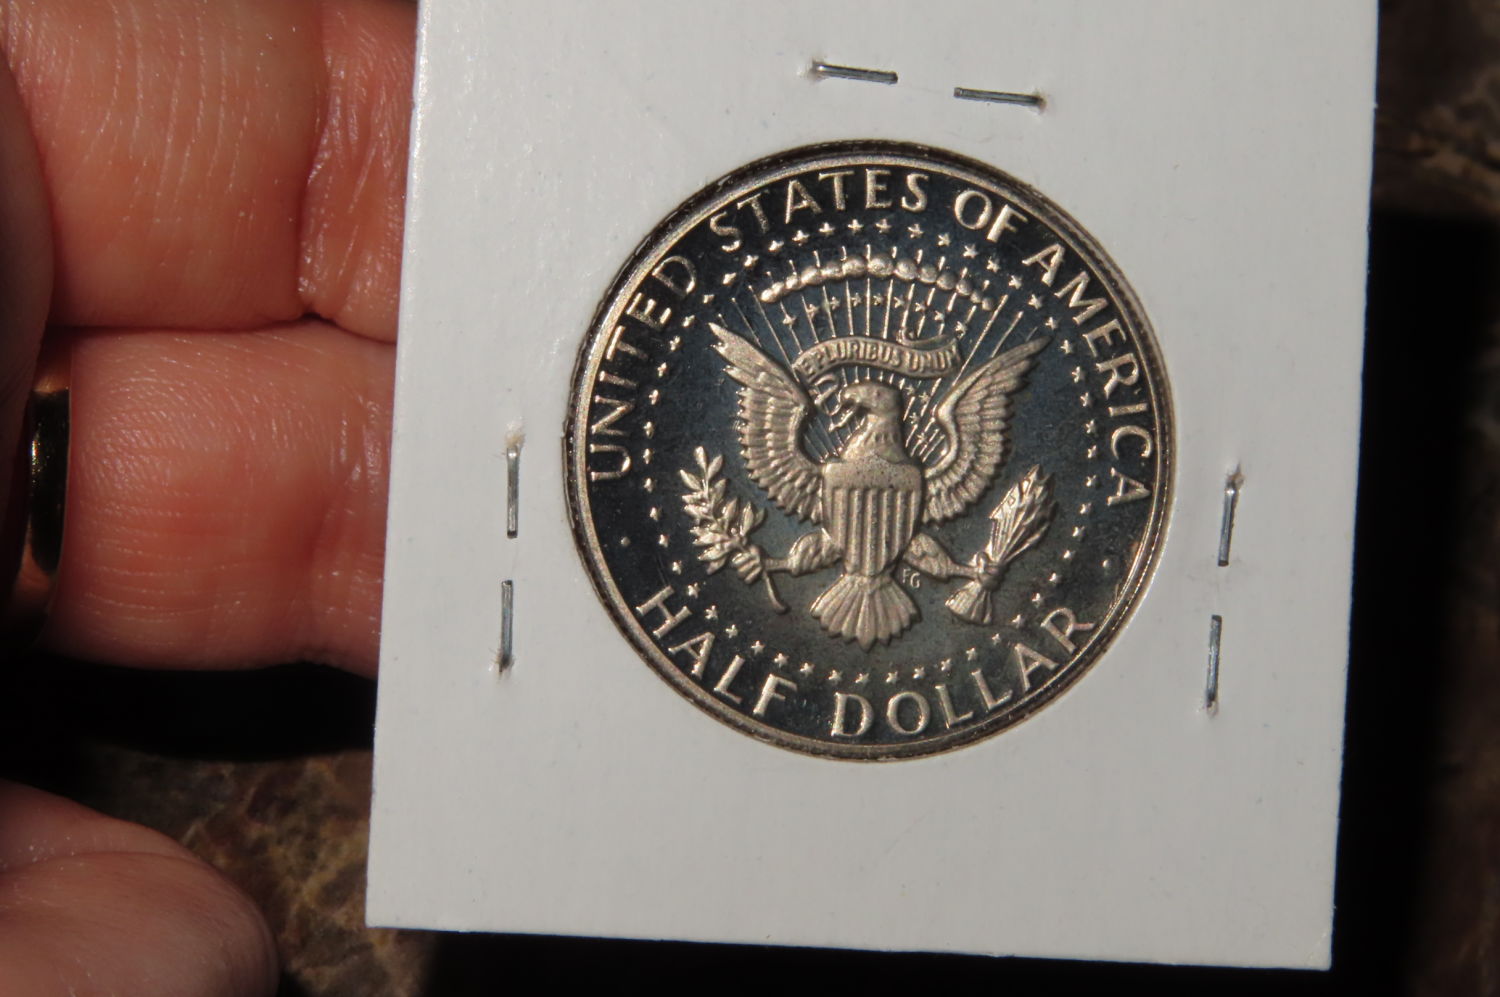 UNITED STATES OF AMERICA
E PLURIBUS UNUM
FG
HALF DOLLAR